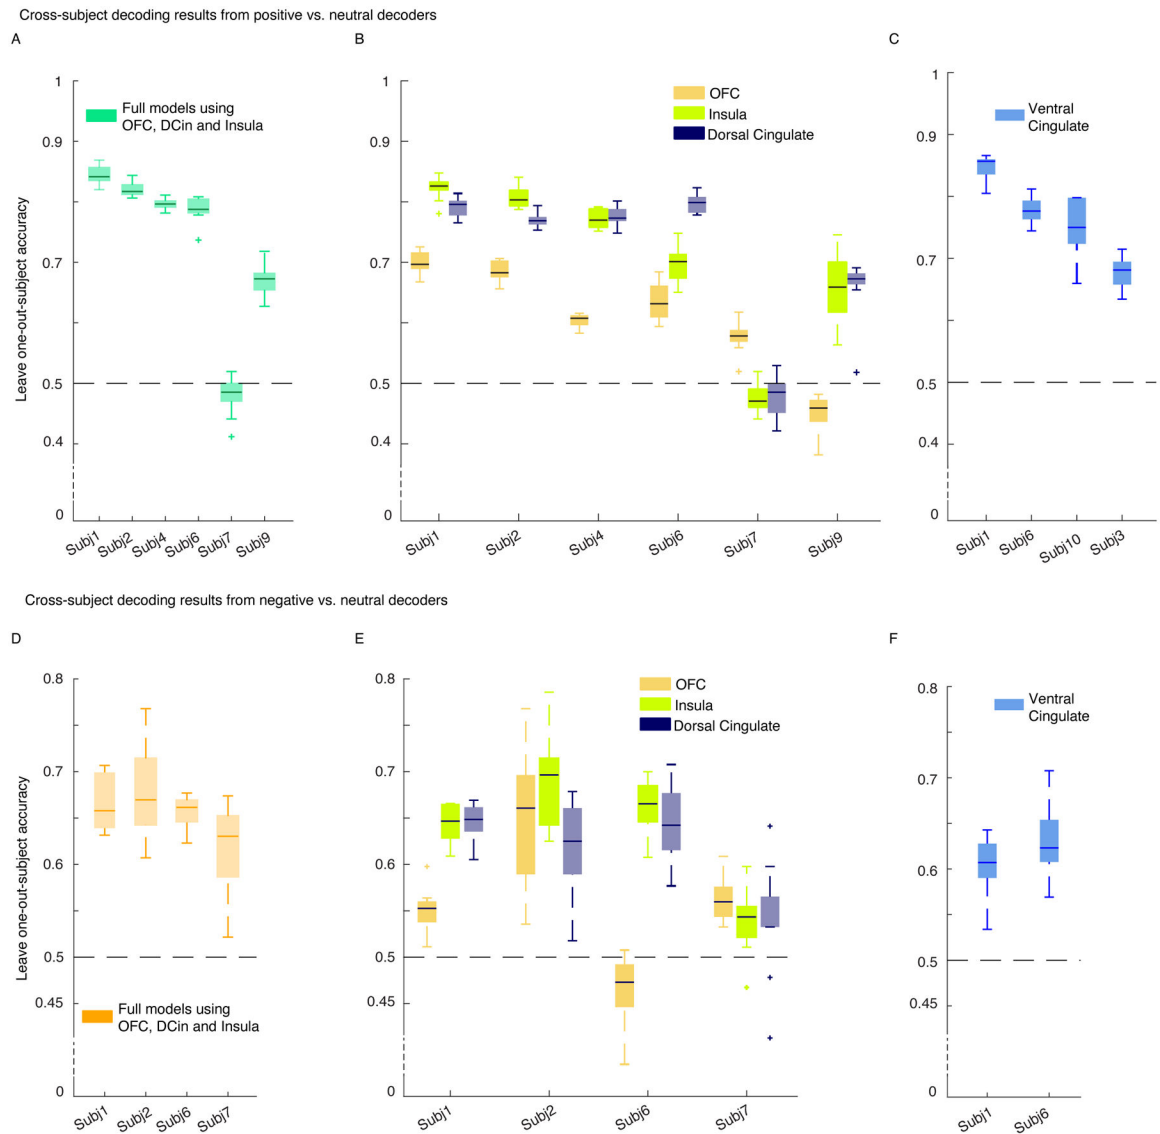 Cross-subject decoding results from positive vs. neutral decoders
A
B
C
Leave one-out-subject accuracy
1
0.9
0.7
0.5
0.4
0
Full models using
OFC, DCin and Insula
Subj1
Subj2
Subj4
Subj6
Subj7
Subj9
1
0.9
0.7
0.5
0.4
0
OFC
Insula
Dorsal Cingulate
Subj1
Subj2
Subj4
Subj6
Subj7
Subj9
1
0.9
0.7
0.5
0.4
0
Ventral
Cingulate
Subj1
Subj6
Subj10
Subj3
Cross-subject decoding results from negative vs. neutral decoders
D
E
F
Leave one-out-subject accuracy
0.8
0.7
0.6
0.5
0.45
0
Full models using
OFC, DCin and Insula
Subj1
Subj2
Subj6
Subj7
0.8
0.7
0.6
0.5
0.45
0
OFC
Insula
Dorsal Cingulate
Subj1
Subj2
Subj6
Subj7
0.8
0.7
0.6
0.5
0.45
0
Ventral
Cingulate
Subj1
Subj6